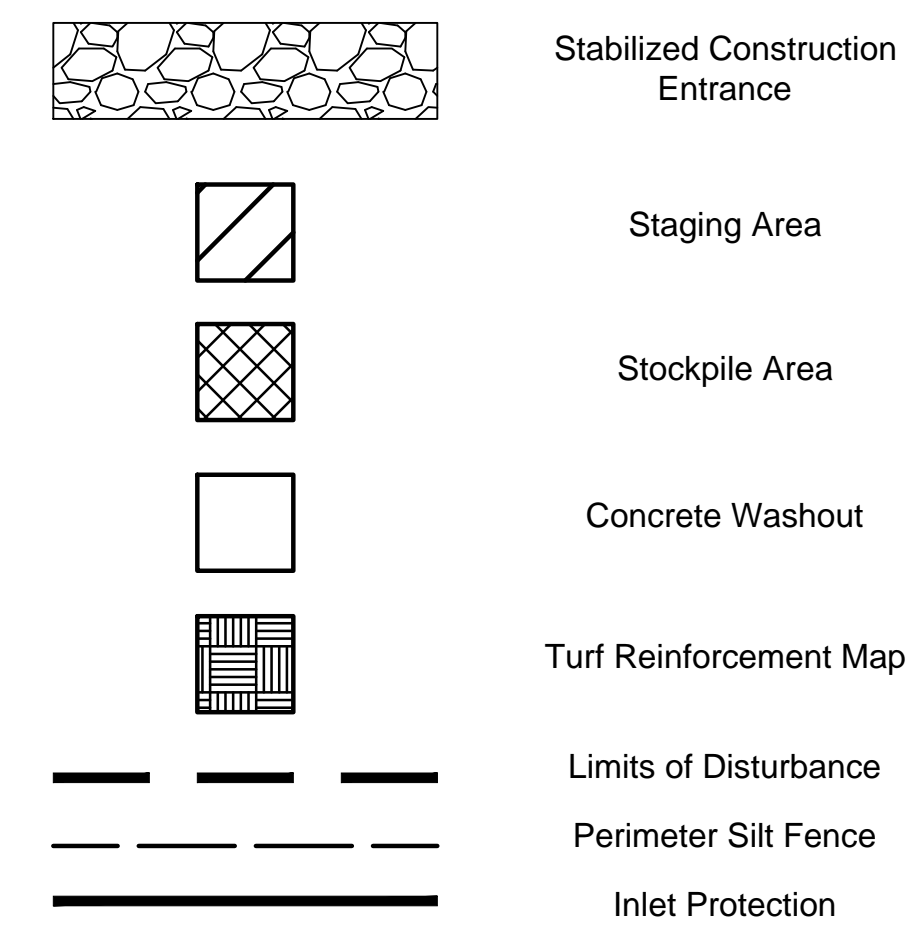 Stabilized Construction
Entrance
Staging Area
Stockpile Area
Concrete Washout
Turf Reinforcement Map
Limits of Disturbance
Perimeter Silt Fence
Inlet Protection